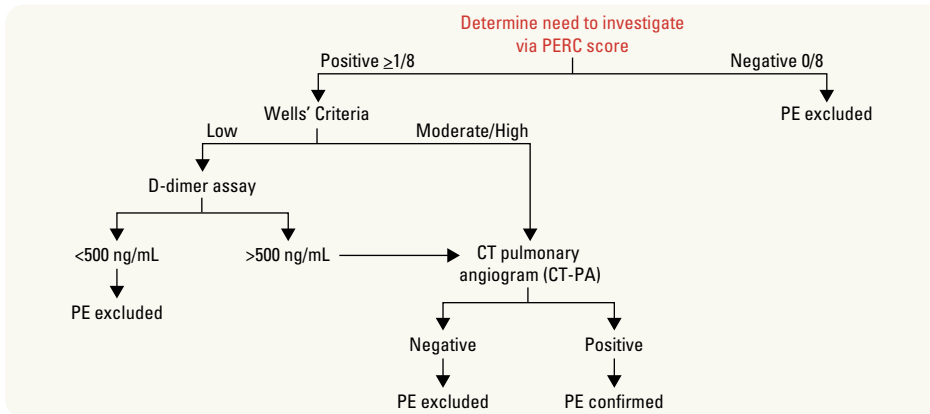 Determine need to investigate
via PERC score
Positive ≥1/8
Negative 0/8
Wells' Criteria
PE excluded
Low
Moderate/High
D-dimer assay
<500 ng/mL
>500 ng/mL
CT pulmonary
angiogram (CT-PA)
PE excluded
Negative
Positive
PE excluded
PE confirmed